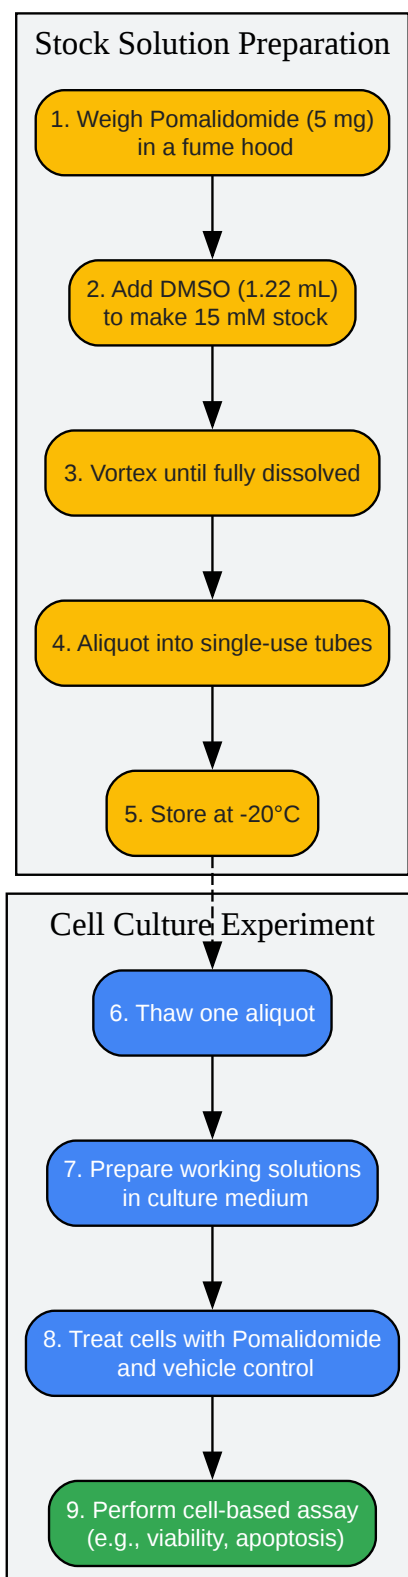 Stock Solution Preparation
1. Weigh Pomalidomide (5 mg)
in a fume hood
2. Add DMSO (1.22 mL)
to make 15 mM stock
3. Vortex until fully dissolved
4. Aliquot into single-use tubes
5. Store at -20°C
Cell Culture Experiment
6. Thaw one aliquot
7. Prepare working solutions
in culture medium
8. Treat cells with Pomalidomide
and vehicle control
9. Perform cell-based assay
(e.g., viability, apoptosis)